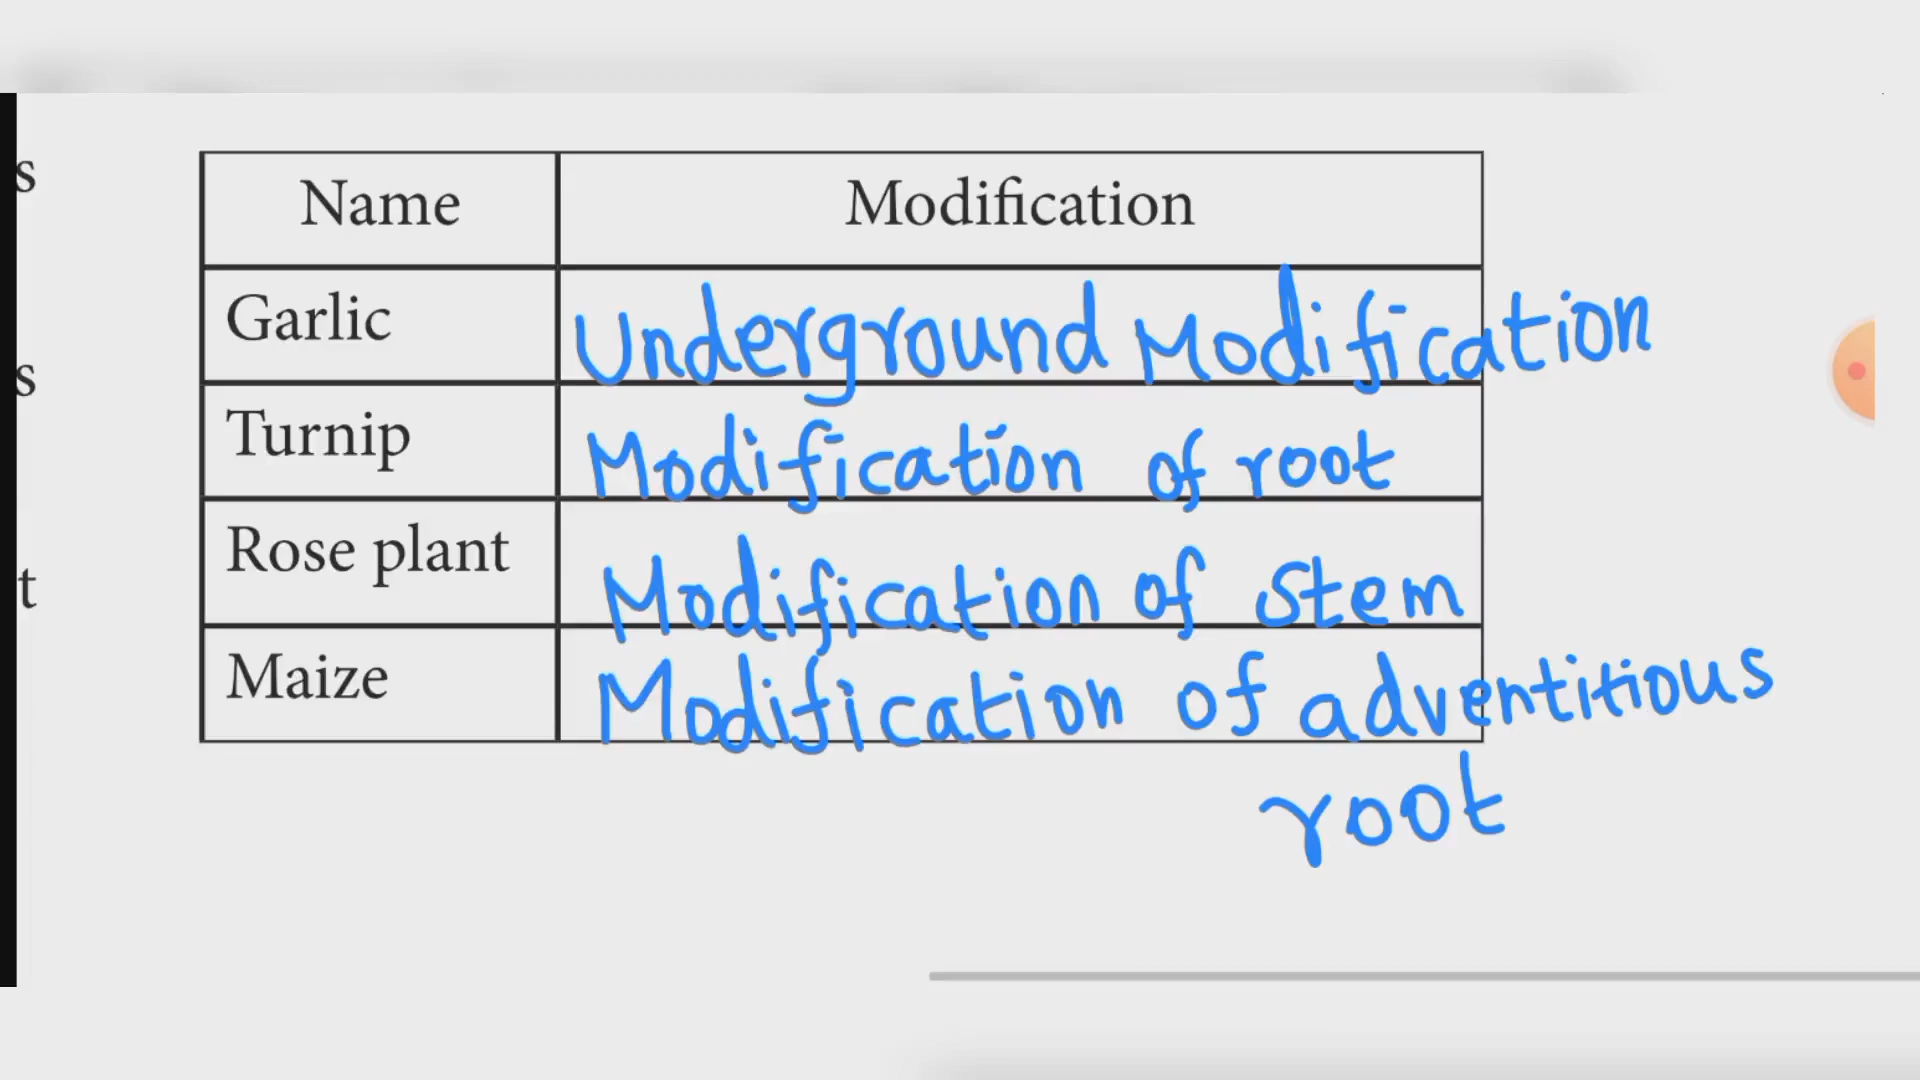 s
s
t
Name Modification
Garlic Underground Modification
Turnip Modification of root
Rose plant Modification of stem
Maize Modification of adventitious
root